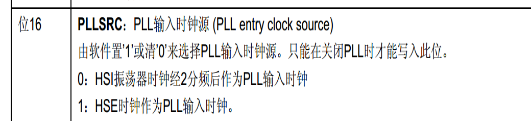 位16
PLLSRC：PLL输入时钟源 (PLL entry clock source)
由软件置'1'或清'0'来选择PLL输入时钟源。只能在关闭PLL时才能写入此位。
0：HSI振荡器时钟经2分频后作为PLL输入时钟
1：HSE时钟作为PLL输入时钟。